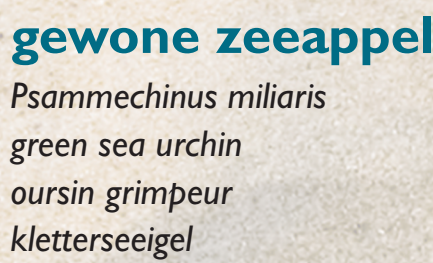 gewone zeeappel
Psammechinus miliaris
green sea urchin
oursin grimpeur
kletterseeigel